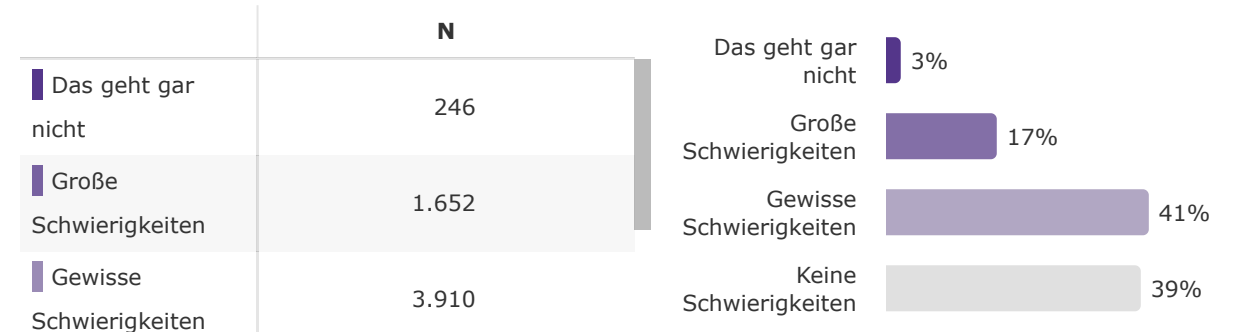 N
Das geht gar
nicht
246
Große
Schwierigkeiten
1.652
Gewisse
Schwierigkeiten
3.910
Das geht gar
nicht
3%
Große
Schwierigkeiten
17%
Gewisse
Schwierigkeiten
41%
Keine
Schwierigkeiten
39%